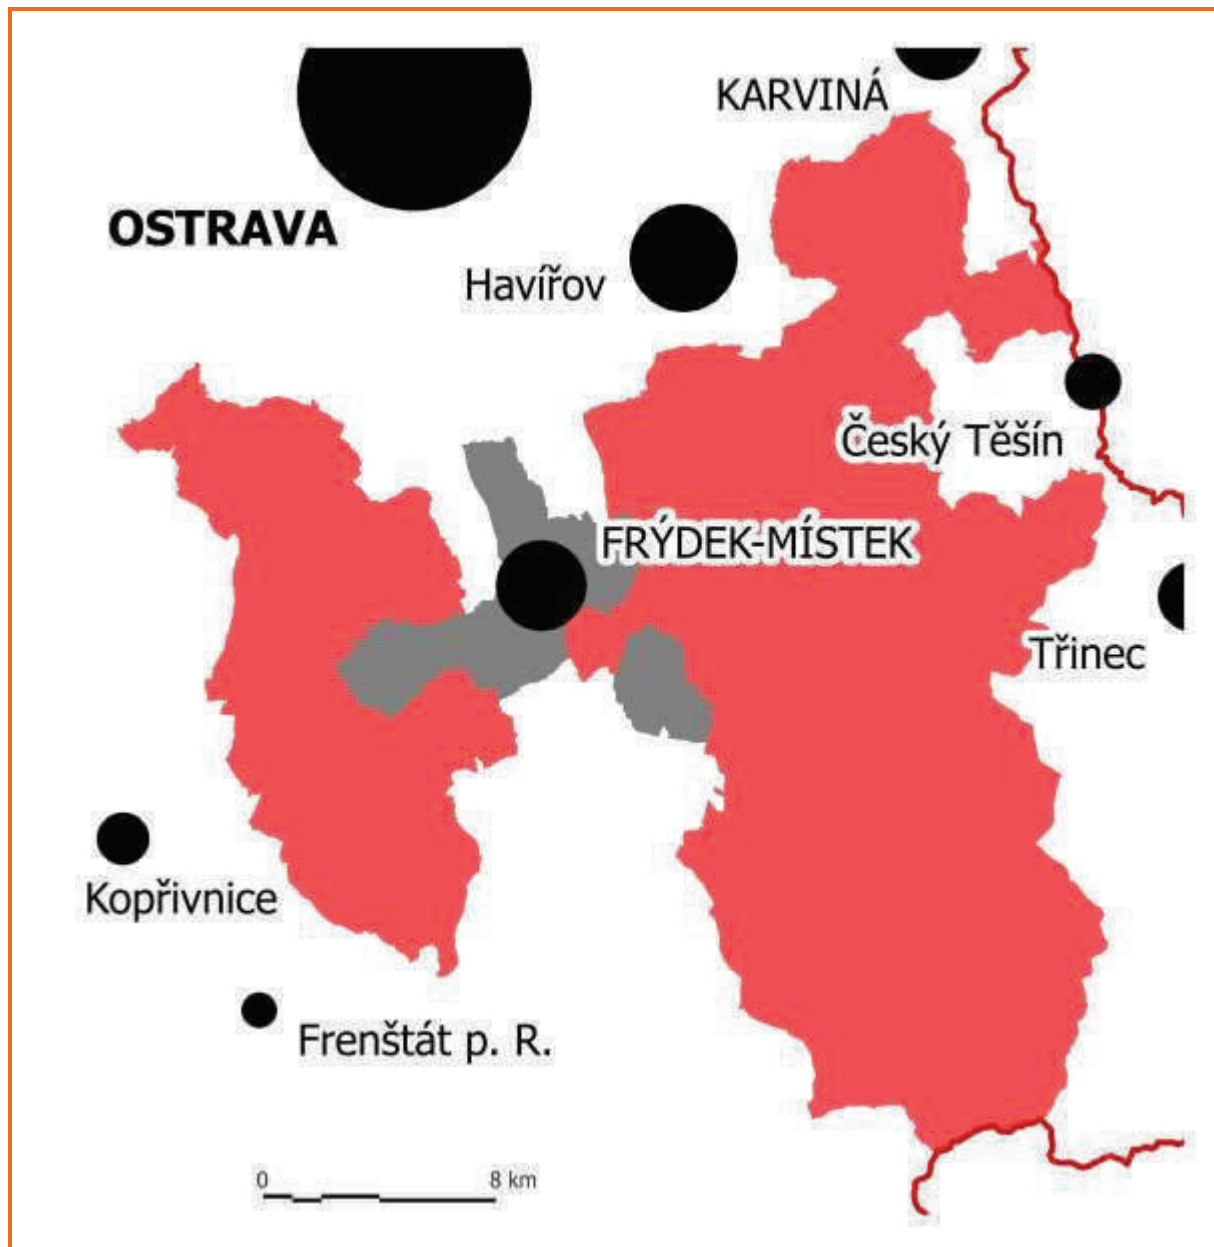 KARVINÁ
OSTRAVA
Havířov
Český Těšín
FRÝDEK-MÍSTEK
Třinec
Kopřivnice
Frenštát p. R.
0 8 km